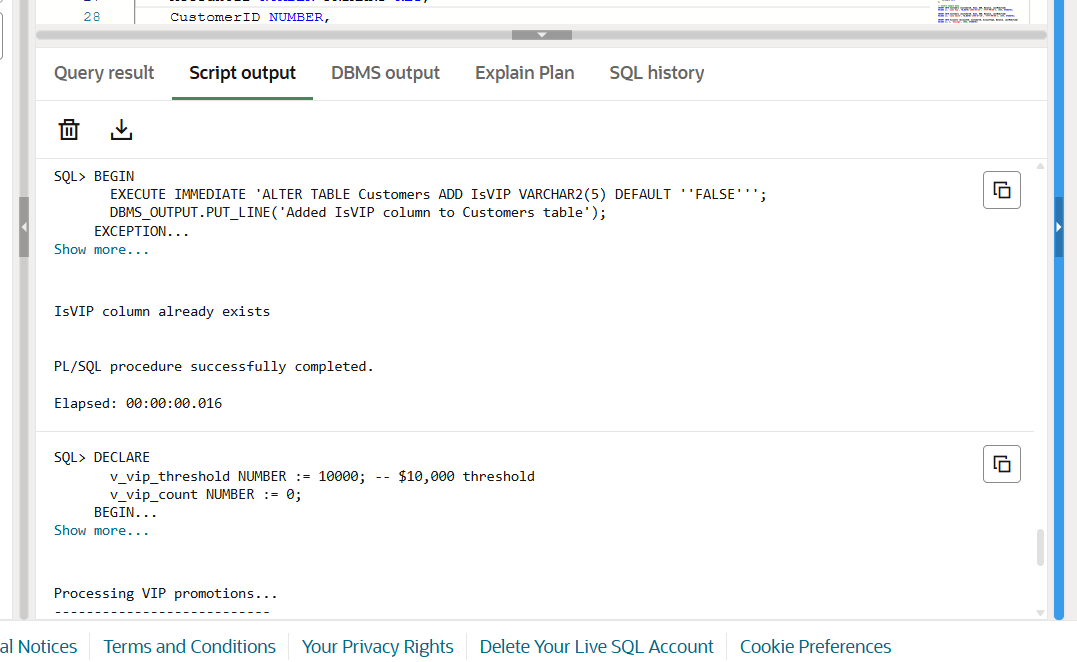 28 CustomerID NUMBER,
Query result Script output DBMS output Explain Plan SQL history
SQL> BEGIN
EXECUTE IMMEDIATE 'ALTER TABLE Customers ADD IsVIP VARCHAR2(5) DEFAULT ''FALSE''';
DBMS_OUTPUT.PUT_LINE('Added IsVIP column to Customers table');
EXCEPTION...
Show more...
IsVIP column already exists
PL/SQL procedure successfully completed.
Elapsed: 00:00:00.016
SQL> DECLARE
v_vip_threshold NUMBER := 10000; -- $10,000 threshold
v_vip_count NUMBER := 0;
BEGIN...
Show more...
Processing VIP promotions...
---------------------------
al Notices Terms and Conditions Your Privacy Rights Delete Your Live SQL Account Cookie Preferences